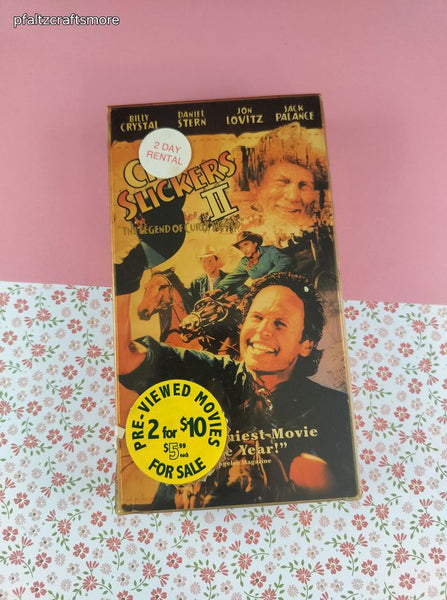 pfaltzcraftsmore
BILLY CRYSTAL
DANIEL STERN
JON LOVITZ
JACK PALANCE
2 DAY
RENTAL
SLICKERS
II
THE LEGEND OF
PRE-VIEWED MOVIES
2 for $10
$5.99 each
FOR SALE
Movie
Year!”
Magazine